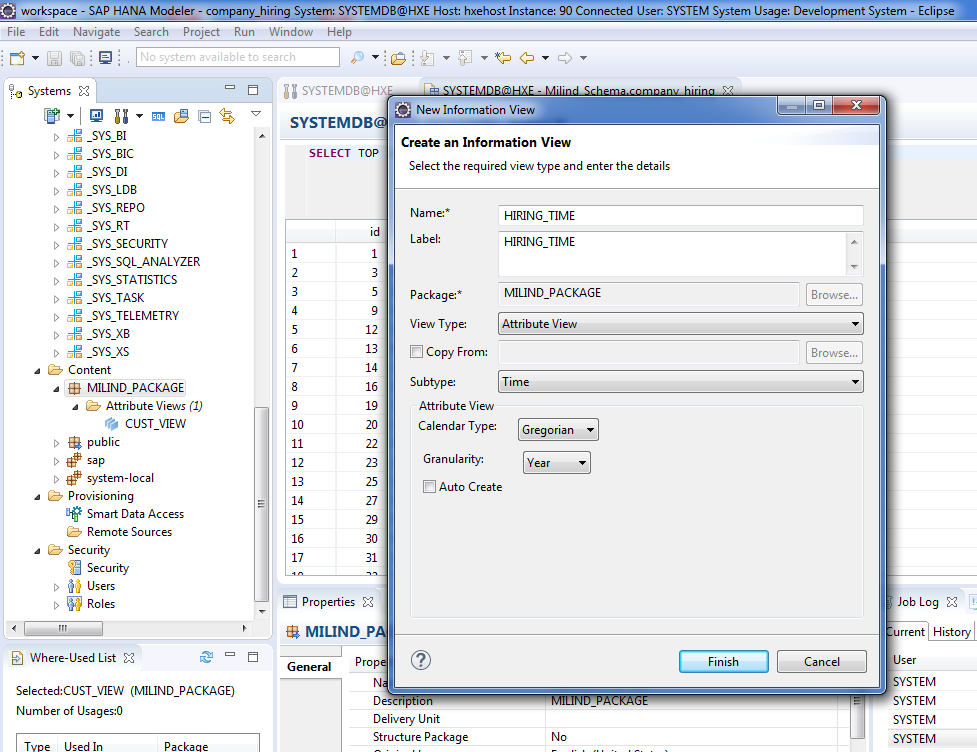 workspace - SAP HANA Modeler - company_hiring System: SYSTEMDB@HXE Host: hxehost Instance: 90 Connected User: SYSTEM System Usage: Development System - Eclipse
File Edit Navigate Search Project Run Window Help
No system available to search
Systems
_SYS_BI
_SYS_BIC
_SYS_DI
_SYS_LDB
_SYS_REPO
_SYS_RT
_SYS_SECURITY
_SYS_SQL_ANALYZER
_SYS_STATISTICS
_SYS_TASK
_SYS_TELEMETRY
_SYS_XB
_SYS_XS
Content
MILIND_PACKAGE
Attribute Views (1)
CUST_VIEW
public
sap
system-local
Provisioning
Smart Data Access
Remote Sources
Security
Security
Users
Roles
Where-Used List
Selected:CUST_VIEW (MILIND_PACKAGE)
Number of Usages:0
Type Used In Package
SYSTEMDB@HXE
SYSTEMDB@HXE - Milind_Schema.company_hiring
SYSTEMDB@
SELECT TOP
id
1 1
2 3
3 5
4 9
5 12
6 13
7 14
8 16
9 19
10 20
11 22
12 23
13 25
14 27
15 29
16 30
17 31
New Information View
Create an Information View
Select the required view type and enter the details
Name:* HIRING_TIME
Label: HIRING_TIME
Package:* MILIND_PACKAGE Browse...
View Type: Attribute View
Copy From: Browse...
Subtype: Time
Attribute View
Calendar Type: Gregorian
Granularity: Year
Auto Create
Finish Cancel
Properties
MILIND_PA
General
Prope
Na
Description MILIND_PACKAGE
Delivery Unit
Structure Package No
Job Log
Current History
User
SYSTEM
SYSTEM
SYSTEM
SYSTEM